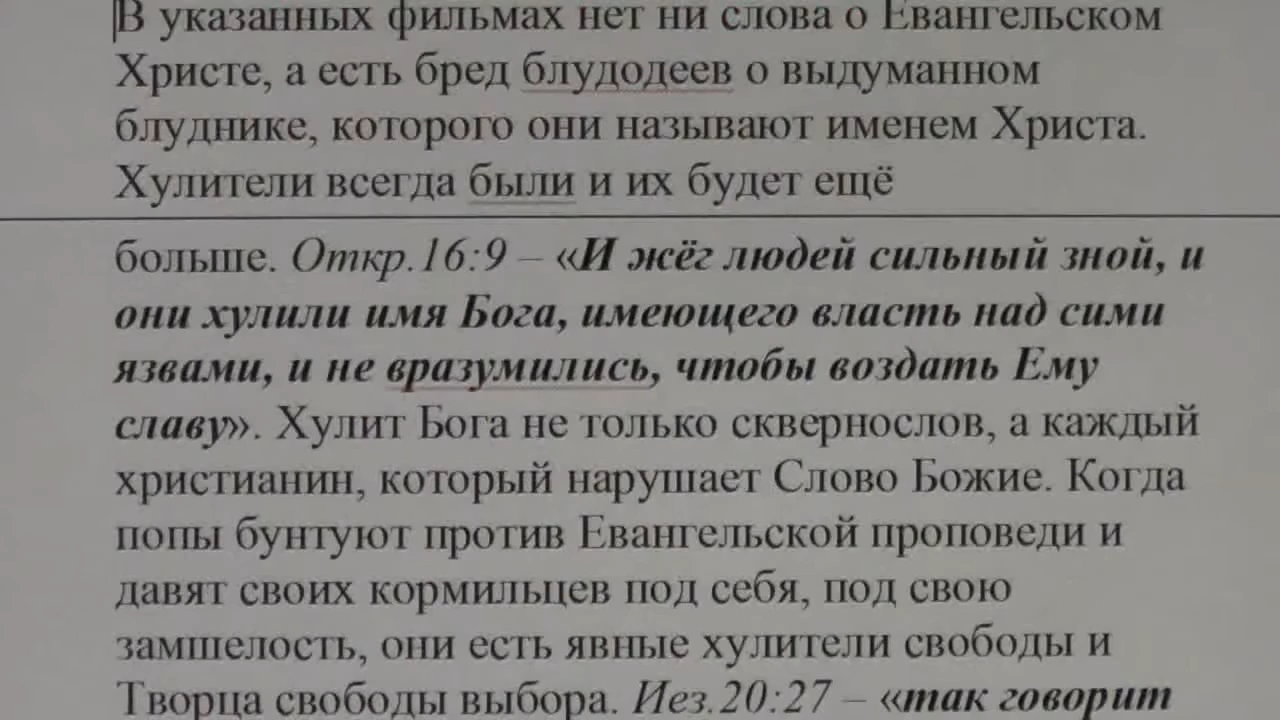 В указанных фильмах нет ни слова о Евангельском
Христе, а есть бред блудодеев о выдуманном
блуднике, которого они называют именем Христа.
Хулители всегда были и их будет ещё
больше. Откр.16:9 – «И жёг людей сильный зной, и
они хулили имя Бога, имеющего власть над сими
язвами, и не вразумились, чтобы воздать Ему
славу». Хулит Бога не только сквернослов, а каждый
христианин, который нарушает Слово Божие. Когда
попы бунтуют против Евангельской проповеди и
давят своих кормильцев под себя, под свою
замшелость, они есть явные хулители свободы и
Творца свободы выбора. Иез.20:27 – «так говорит